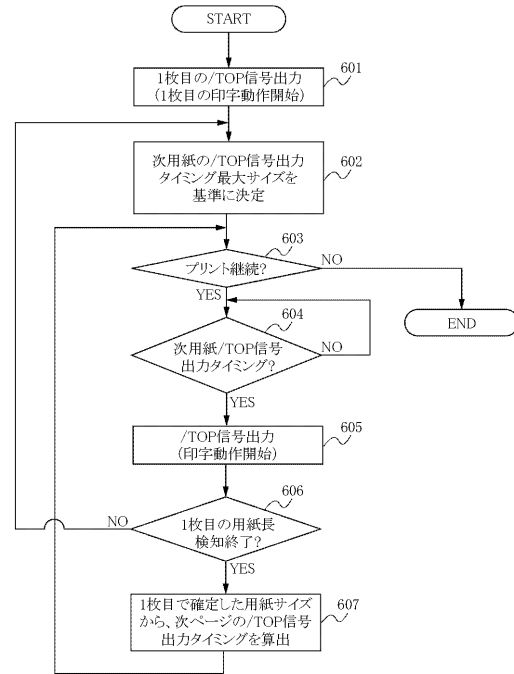 START
1枚目の/TOP信号出力
(1枚目の印字動作開始)
601
次用紙の/TOP信号出力
タイミング最大サイズを
基準に決定
602
603
プリント継続?
NO
YES
604
次用紙/TOP信号
出力タイミング?
NO
END
YES
/TOP信号出力
(印字動作開始)
605
606
NO
1枚目の用紙長
検知終了?
YES
1枚目で確定した用紙サイズ
から、次ページの/TOP信号
出力タイミングを算出
607